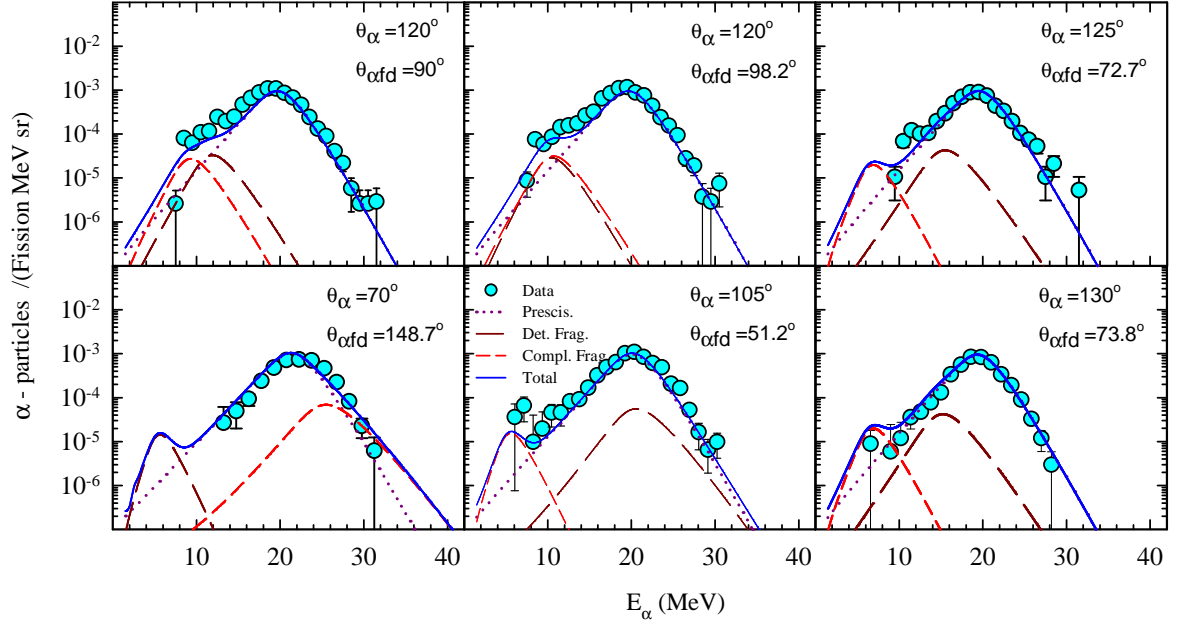 α - particles /(Fission MeV sr)
10⁻²
10⁻³
10⁻⁴
10⁻⁵
10⁻⁶
θα =120°
θαfd =90°
θα =120°
θαfd =98.2°
θα =125°
θαfd =72.7°
10⁻²
10⁻³
10⁻⁴
10⁻⁵
10⁻⁶
θα =70°
θαfd =148.7°
Data
Prescis.
Det. Frag.
Compl. Frag.
Total
θα =105°
θαfd =51.2°
θα =130°
θαfd =73.8°
10 20 30 40
10 20 30 40
10 20 30 40
Eα (MeV)